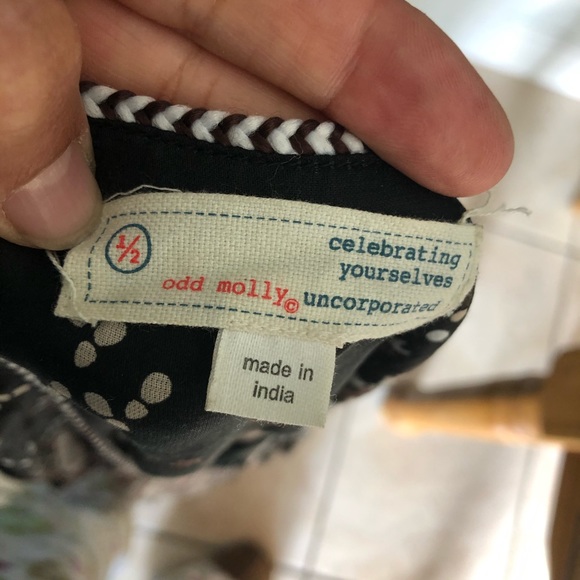 1/2
celebrating
yourselves
odd molly© uncorporated
made in
india